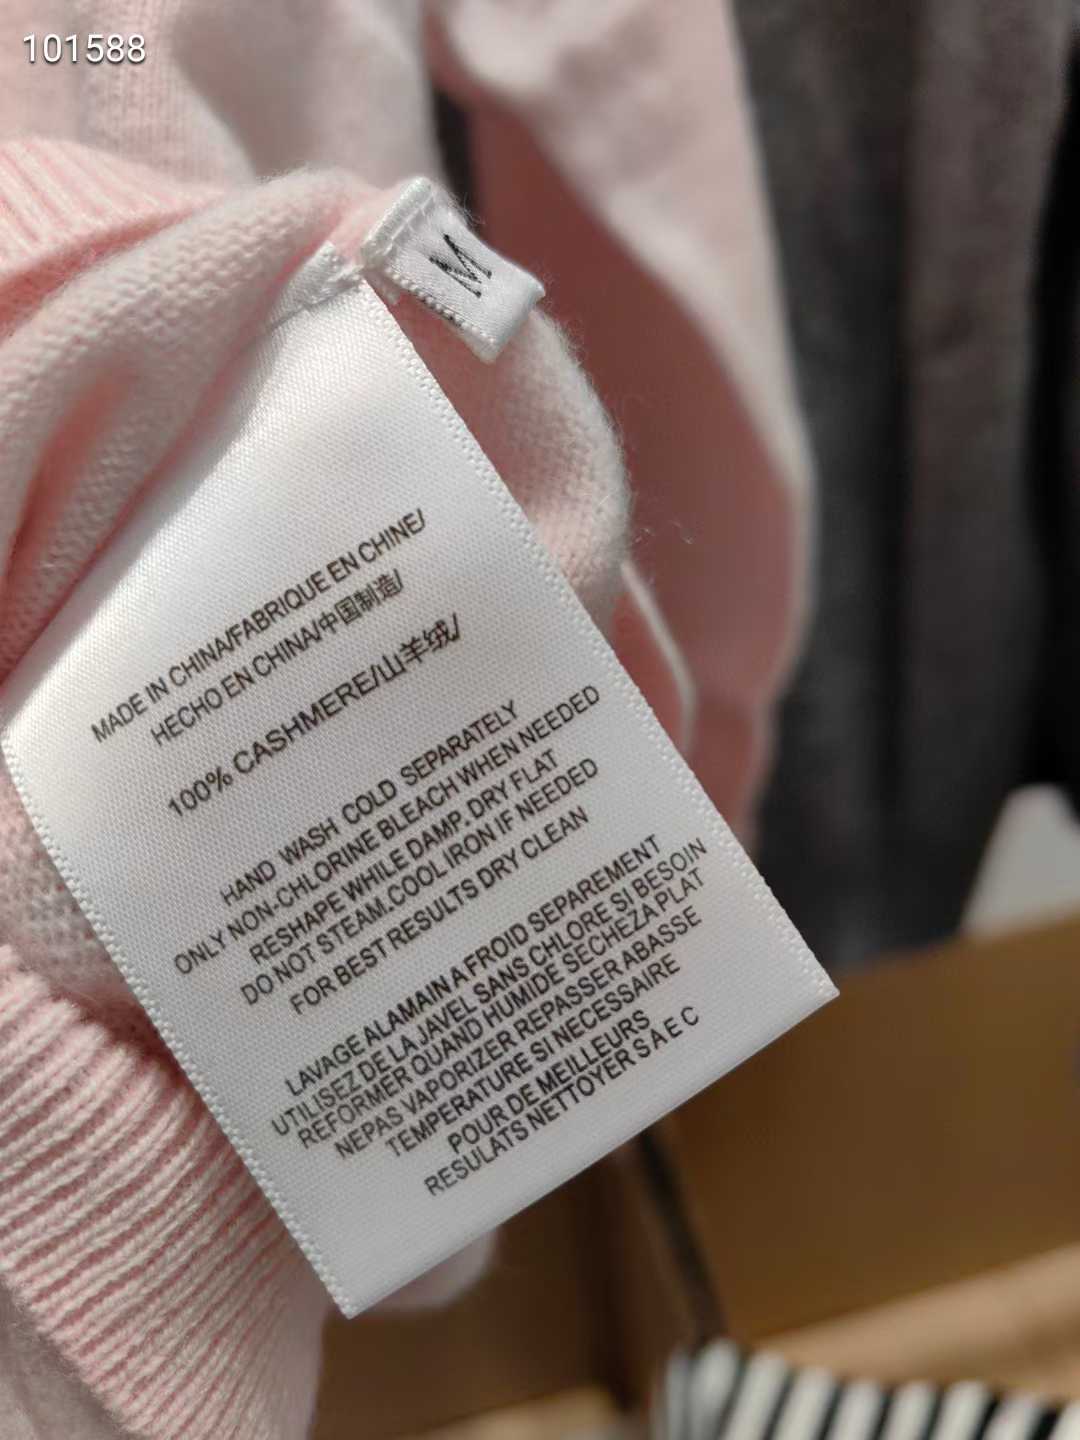 101588
M
MADE IN CHINA/FABRIQUE EN CHINE/
HECHO EN CHINA/中国制造/
100% CASHMERE/山羊绒/
HAND WASH COLD SEPARATELY
ONLY NON-CHLORINE BLEACH WHEN NEEDED
RESHAPE WHILE DAMP. DRY FLAT
DO NOT STEAM.COOL IRON IF NEEDED
FOR BEST RESULTS DRY CLEAN
LAVAGE ALAMAIN A FROID SEPAREMENT
UTILISEZ DE LA JAVEL SANS CHLORE SI BESOIN
REFORMER QUAND HUMIDE SECHEZA PLAT
NEPAS VAPORIZER REPASSER ABASSE
TEMPERATURE SI NECESSAIRE
POUR DE MEILLEURS
RESULATS NETTOYER S A E C